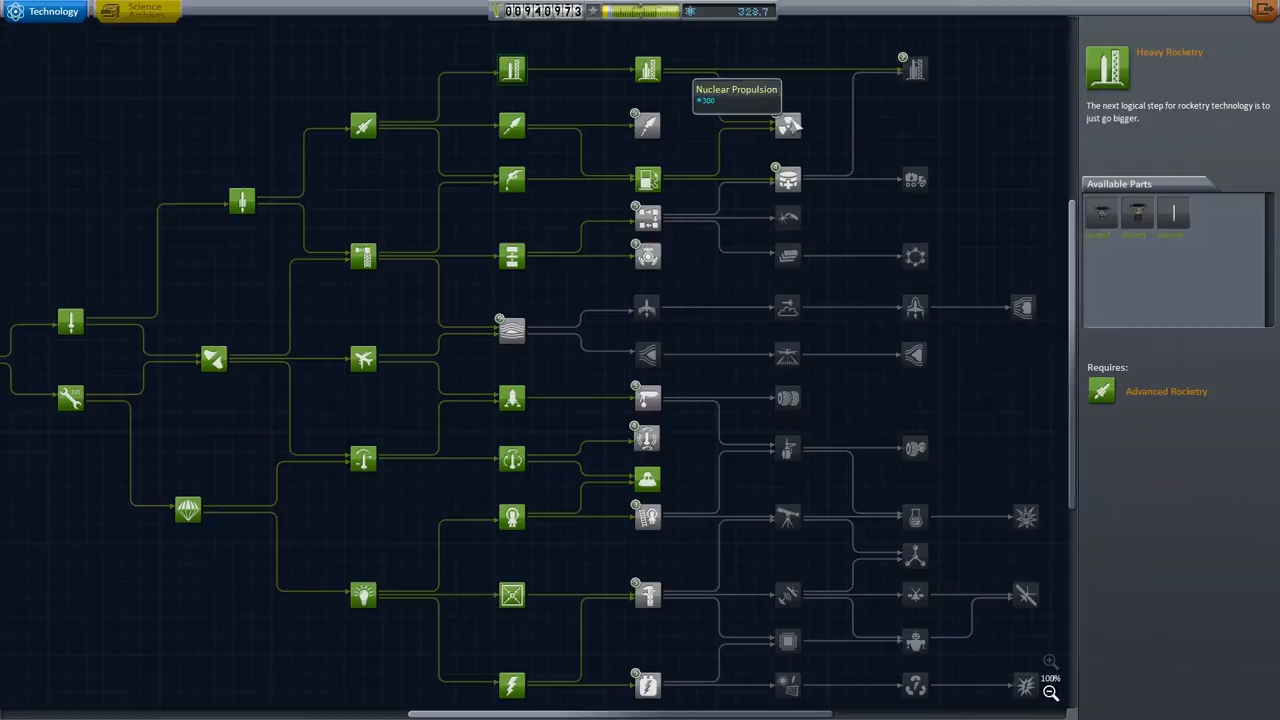 Technology
Science
Archives
00940973
328.7
Heavy Rocketry
The next logical step for rocketry technology is to
just go bigger.
Nuclear Propulsion
300
Available Parts
Requires:
Advanced Rocketry
100%